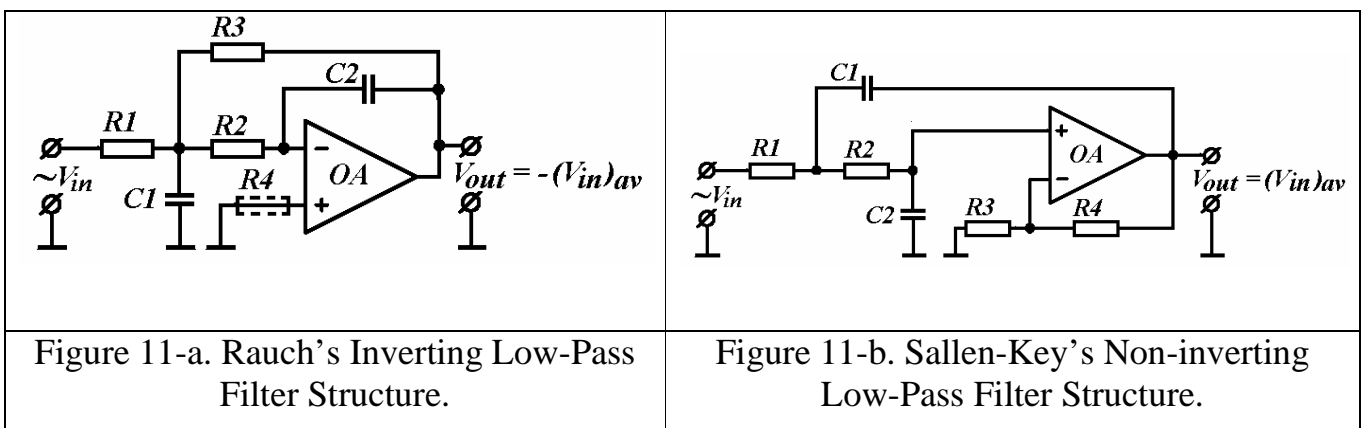 R3
C2
R1
R2
OA
~Vin
C1
R4
Vout = -(Vin)av
−
+
C1
R1
R2
+
OA
−
~Vin
C2
R3
R4
Vout =(Vin)av
Figure 11-a. Rauch’s Inverting Low-Pass
Filter Structure.
Figure 11-b. Sallen-Key’s Non-inverting
Low-Pass Filter Structure.